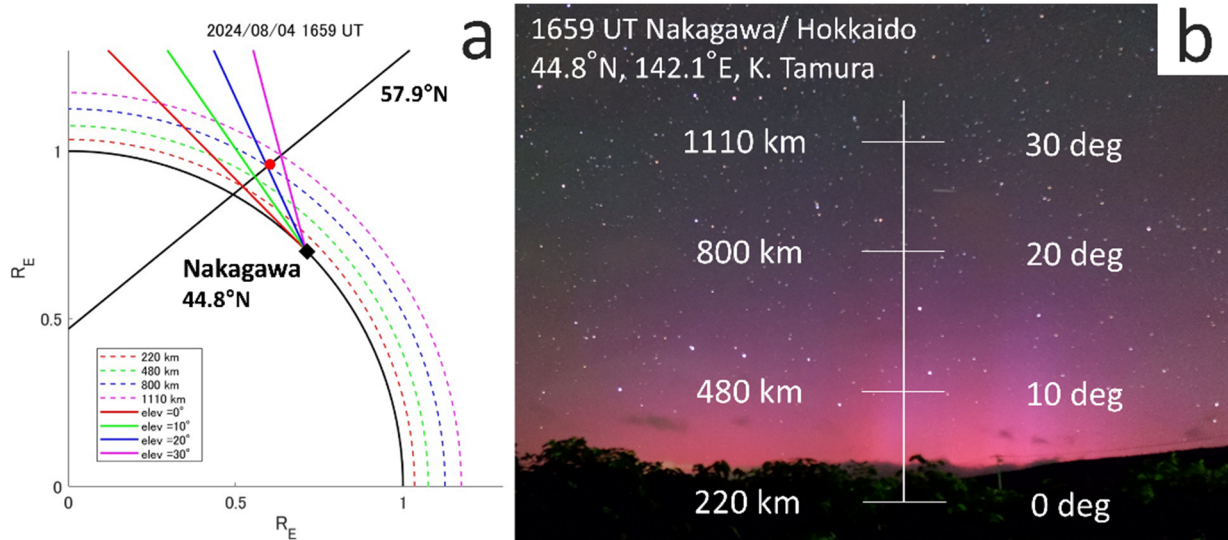 2024/08/04 1659 UT
a
57.9°N
1
R_E
0.5
0
Nakagawa
44.8°N
220 km
480 km
800 km
1110 km
elev =0°
elev =10°
elev =20°
elev =30°
0
0.5
1
R_E
b
1659 UT Nakagawa/ Hokkaido
44.8°N, 142.1°E, K. Tamura
1110 km 30 deg
800 km 20 deg
480 km 10 deg
220 km 0 deg